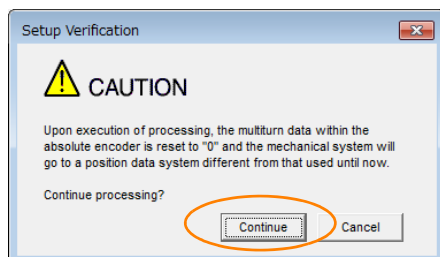 Setup Verification
CAUTION
Upon execution of processing, the multiturn data within the
absolute encoder is reset to "0" and the mechanical system will
go to a position data system different from that used until now.
Continue processing?
Continue Cancel